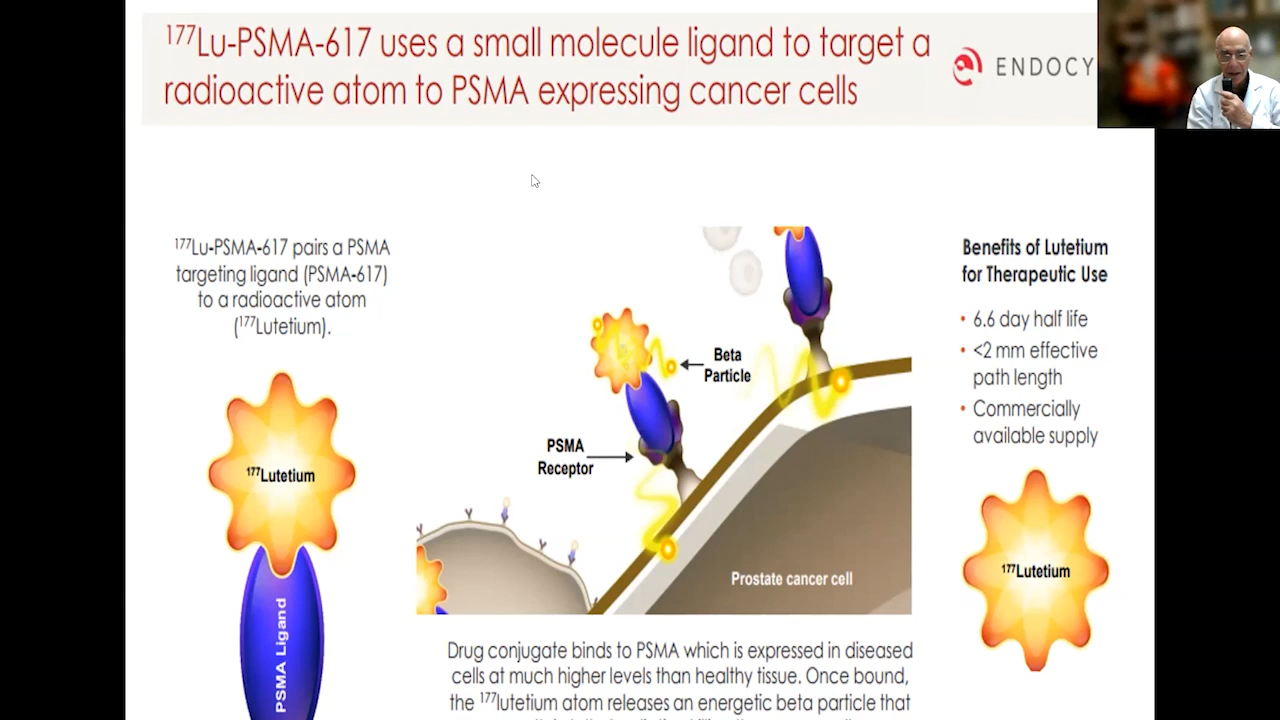 ¹⁷⁷Lu-PSMA-617 uses a small molecule ligand to target a
radioactive atom to PSMA expressing cancer cells
ENDOCY
¹⁷⁷Lu-PSMA-617 pairs a PSMA
targeting ligand (PSMA-617)
to a radioactive atom
(¹⁷⁷Lutetium).
¹⁷⁷Lutetium
PSMA Ligand
Beta
Particle
PSMA
Receptor
Prostate cancer cell
Drug conjugate binds to PSMA which is expressed in diseased
cells at much higher levels than healthy tissue. Once bound,
the ¹⁷⁷lutetium atom releases an energetic beta particle that
Benefits of Lutetium
for Therapeutic Use
• 6.6 day half life
• <2 mm effective
path length
• Commercially
available supply
¹⁷⁷Lutetium